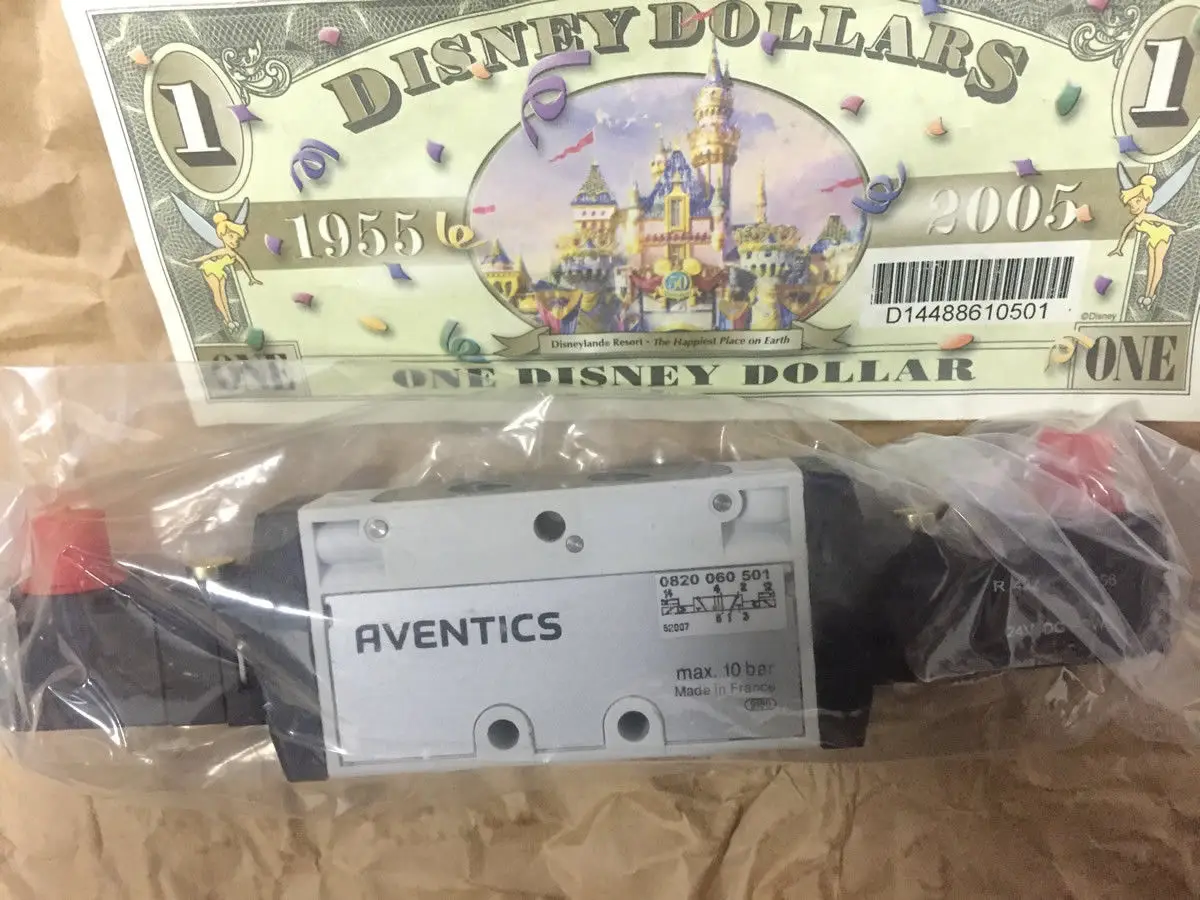 DISNEY DOLLARS
1
1
1955
2005
D14488610501
©Disney
Disneyland® Resort • The Happiest Place on Earth
ONE
ONE DISNEY DOLLAR
ONE
0820 060 501
14 4 2 12
5 1 3
52007
AVENTICS
max. 10 bar
Made in France
R
24V DC